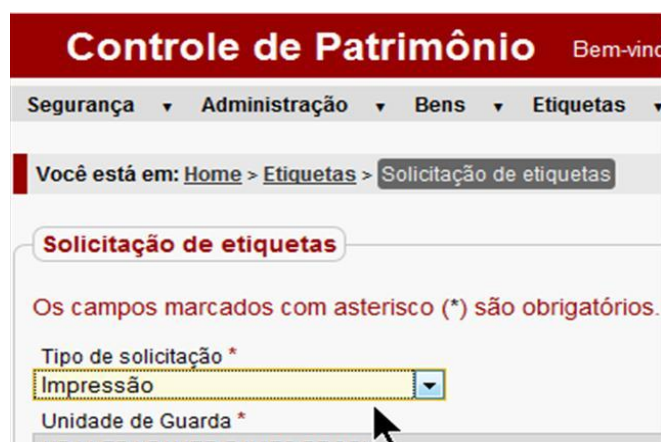 Controle de Patrimônio
Segurança Administração Bens Etiquetas
Você está em: Home > Etiquetas > Solicitação de etiquetas
Solicitação de etiquetas
Os campos marcados com asterisco (*) são obrigatórios.
Tipo de solicitação *
Impressão
Unidade de Guarda *